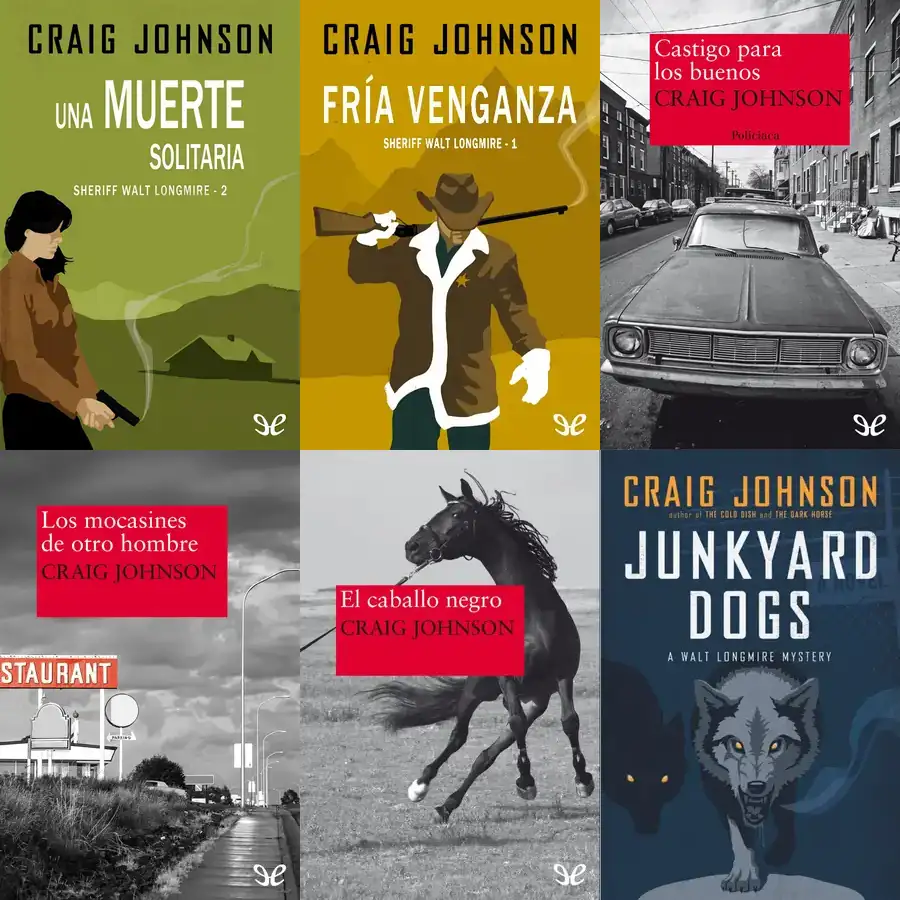 CRAIG JOHNSON
UNA MUERTE
SOLITARIA
SHERIFF WALT LONGMIRE - 2
CRAIG JOHNSON
FRÍA VENGANZA
SHERIFF WALT LONGMIRE - 1
Castigo para
los buenos
CRAIG JOHNSON
Policiaca
Los mocasines
de otro hombre
CRAIG JOHNSON
STAURANT
El caballo negro
CRAIG JOHNSON
CRAIG JOHNSON
author of THE COLD DISH and THE DARK HORSE
JUNKYARD
DOGS
A WALT LONGMIRE MYSTERY